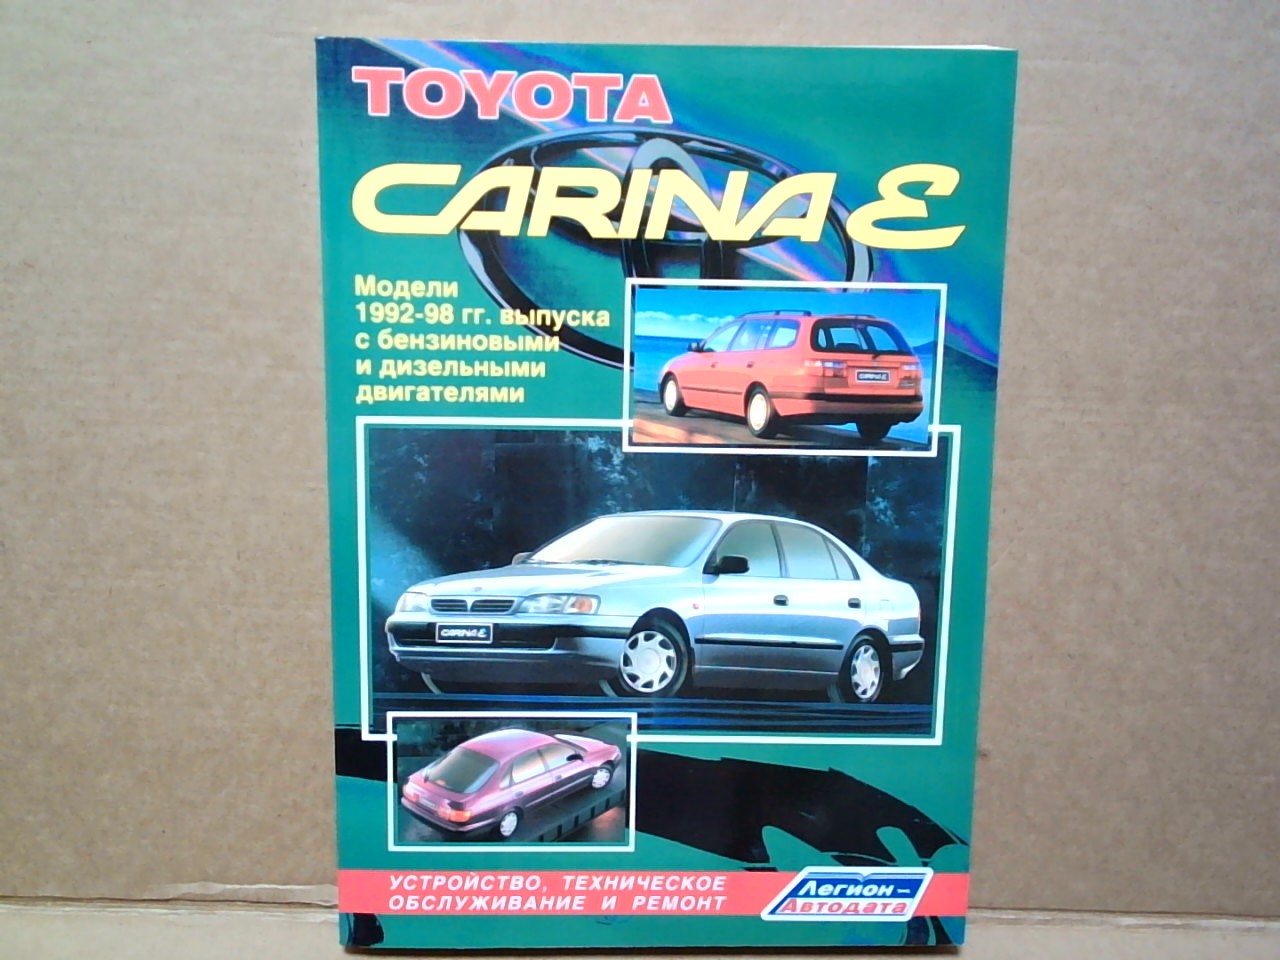 TOYOTA
CARINA E
Модели
1992-98 гг. выпуска
с бензиновыми
и дизельными
двигателями
CARINA E
CARINA E
УСТРОЙСТВО, ТЕХНИЧЕСКОЕ
ОБСЛУЖИВАНИЕ И РЕМОНТ
Легион-
Автодата